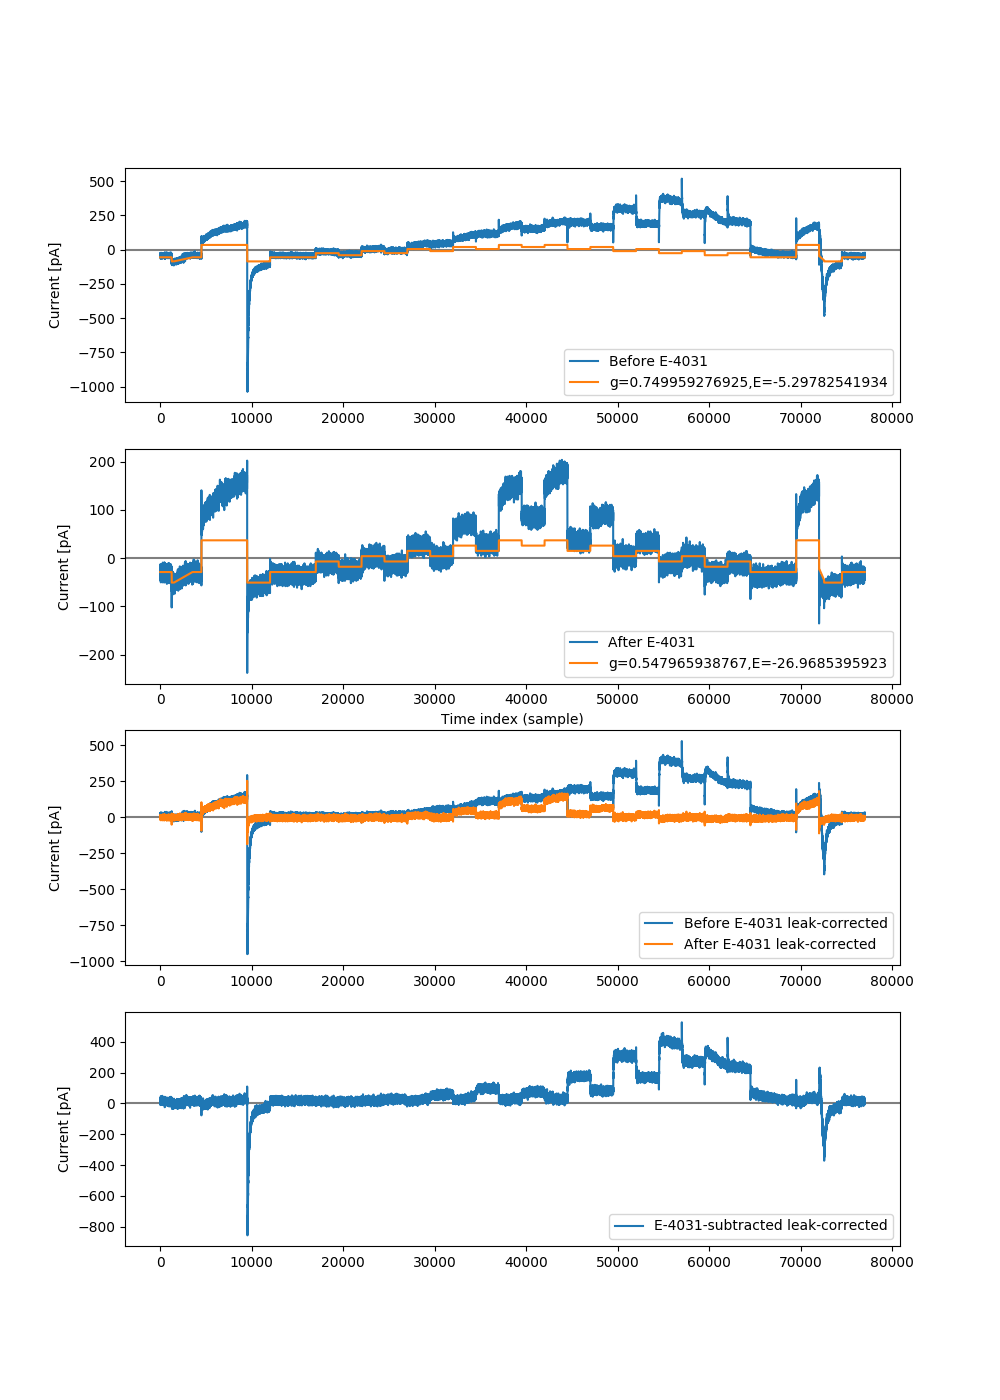 500
250
0
−250
−500
−750
−1000
Current [pA]
Before E-4031
g=0.749959276925,E=-5.29782541934
0 10000 20000 30000 40000 50000 60000 70000 80000
200
100
0
−100
−200
Current [pA]
After E-4031
g=0.547965938767,E=-26.9685395923
0 10000 20000 30000 40000 50000 60000 70000 80000
Time index (sample)
500
250
0
−250
−500
−750
−1000
Current [pA]
Before E-4031 leak-corrected
After E-4031 leak-corrected
0 10000 20000 30000 40000 50000 60000 70000 80000
400
200
0
−200
−400
−600
−800
Current [pA]
E-4031-subtracted leak-corrected
0 10000 20000 30000 40000 50000 60000 70000 80000